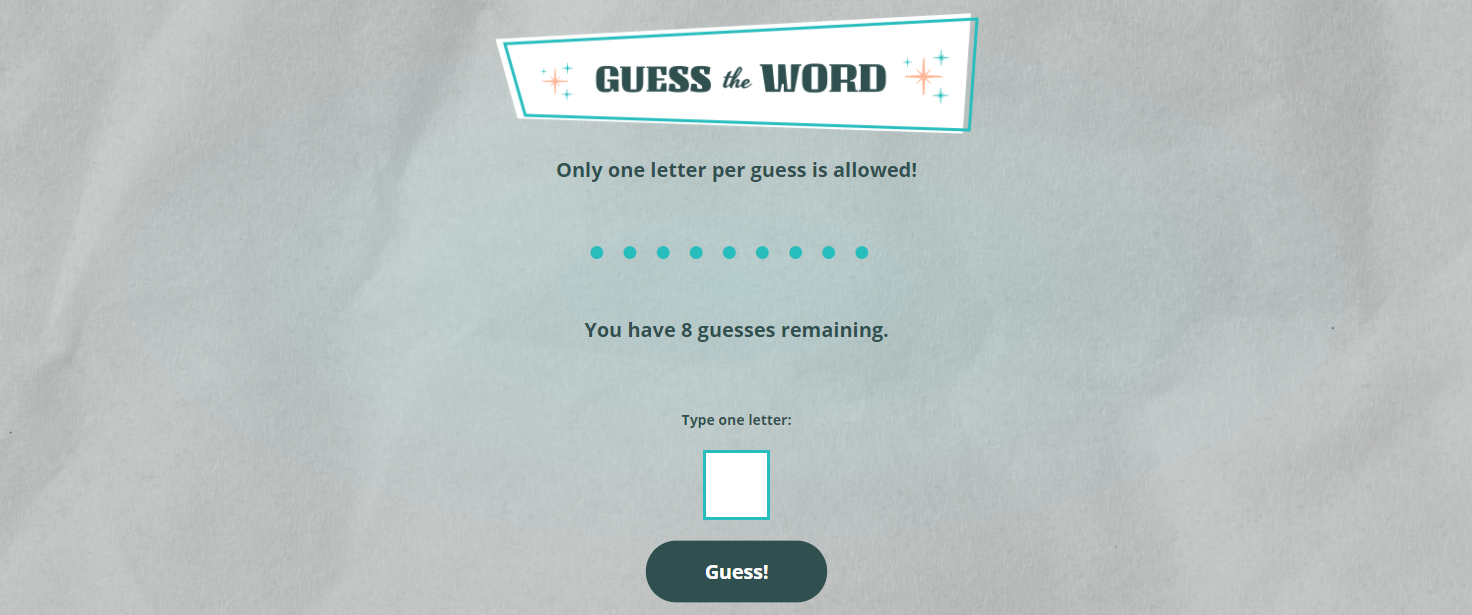 GUESS the WORD
Only one letter per guess is allowed!
You have 8 guesses remaining.
Type one letter:
Guess!